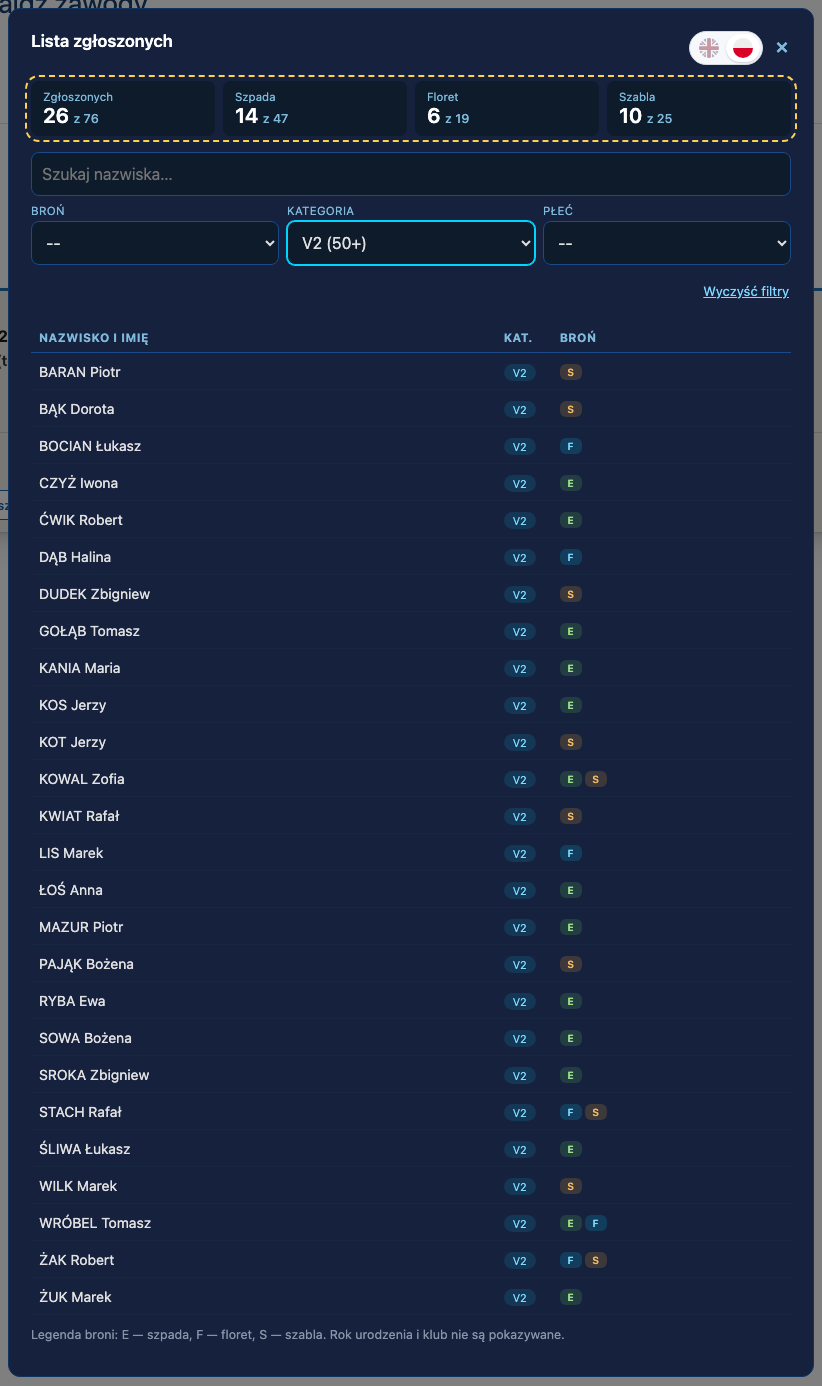 Lista zgłoszonych
×
Zgłoszonych
26 z 76
Szpada
14 z 47
Floret
6 z 19
Szabla
10 z 25
Szukaj nazwiska...
BROŃ
--
KATEGORIA
V2 (50+)
PŁEĆ
--
Wyczyść filtry
NAZWISKO I IMIĘ KAT. BROŃ
BARAN Piotr V2 S
BĄK Dorota V2 S
BOCIAN Łukasz V2 F
CZYŻ Iwona V2 E
ĆWIK Robert V2 E
DĄB Halina V2 F
DUDEK Zbigniew V2 S
GOŁĄB Tomasz V2 E
KANIA Maria V2 E
KOS Jerzy V2 E
KOT Jerzy V2 S
KOWAL Zofia V2 E S
KWIAT Rafał V2 S
LIS Marek V2 F
ŁOŚ Anna V2 E
MAZUR Piotr V2 E
PAJĄK Bożena V2 S
RYBA Ewa V2 E
SOWA Bożena V2 E
SROKA Zbigniew V2 E
STACH Rafał V2 F S
ŚLIWA Łukasz V2 E
WILK Marek V2 S
WRÓBEL Tomasz V2 E F
ŻAK Robert V2 F S
ŻUK Marek V2 E
Legenda broni: E — szpada, F — floret, S — szabla. Rok urodzenia i klub nie są pokazywane.